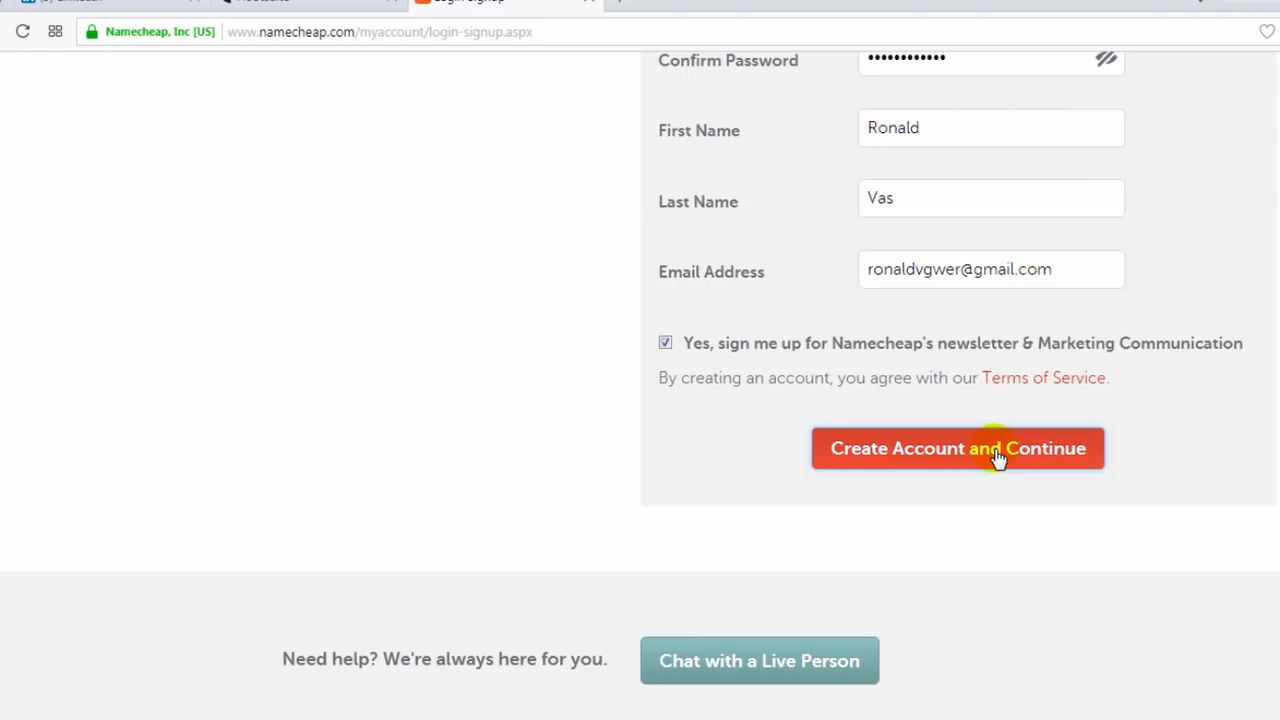 Namecheap, Inc [US] www.namecheap.com/myaccount/login-signup.aspx
Confirm Password ••••••••••••
First Name Ronald
Last Name Vas
Email Address ronaldvgwer@gmail.com
Yes, sign me up for Namecheap's newsletter & Marketing Communication
By creating an account, you agree with our Terms of Service.
Create Account and Continue
Need help? We're always here for you. Chat with a Live Person